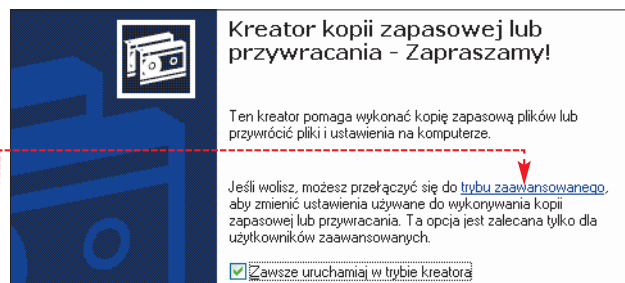 Kreator kopii zapasowej lub
przywracania - Zapraszamy!
Ten kreator pomaga wykonać kopię zapasową plików lub
przywrócić pliki i ustawienia na komputerze.
Jeśli wolisz, możesz przełączyć się do trybu zaawansowanego,
aby zmienić ustawienia używane do wykonywania kopii
zapasowej lub przywracania. Ta opcja jest zalecana tylko dla
użytkowników zaawansowanych.
Zawsze uruchamiaj w trybie kreatora